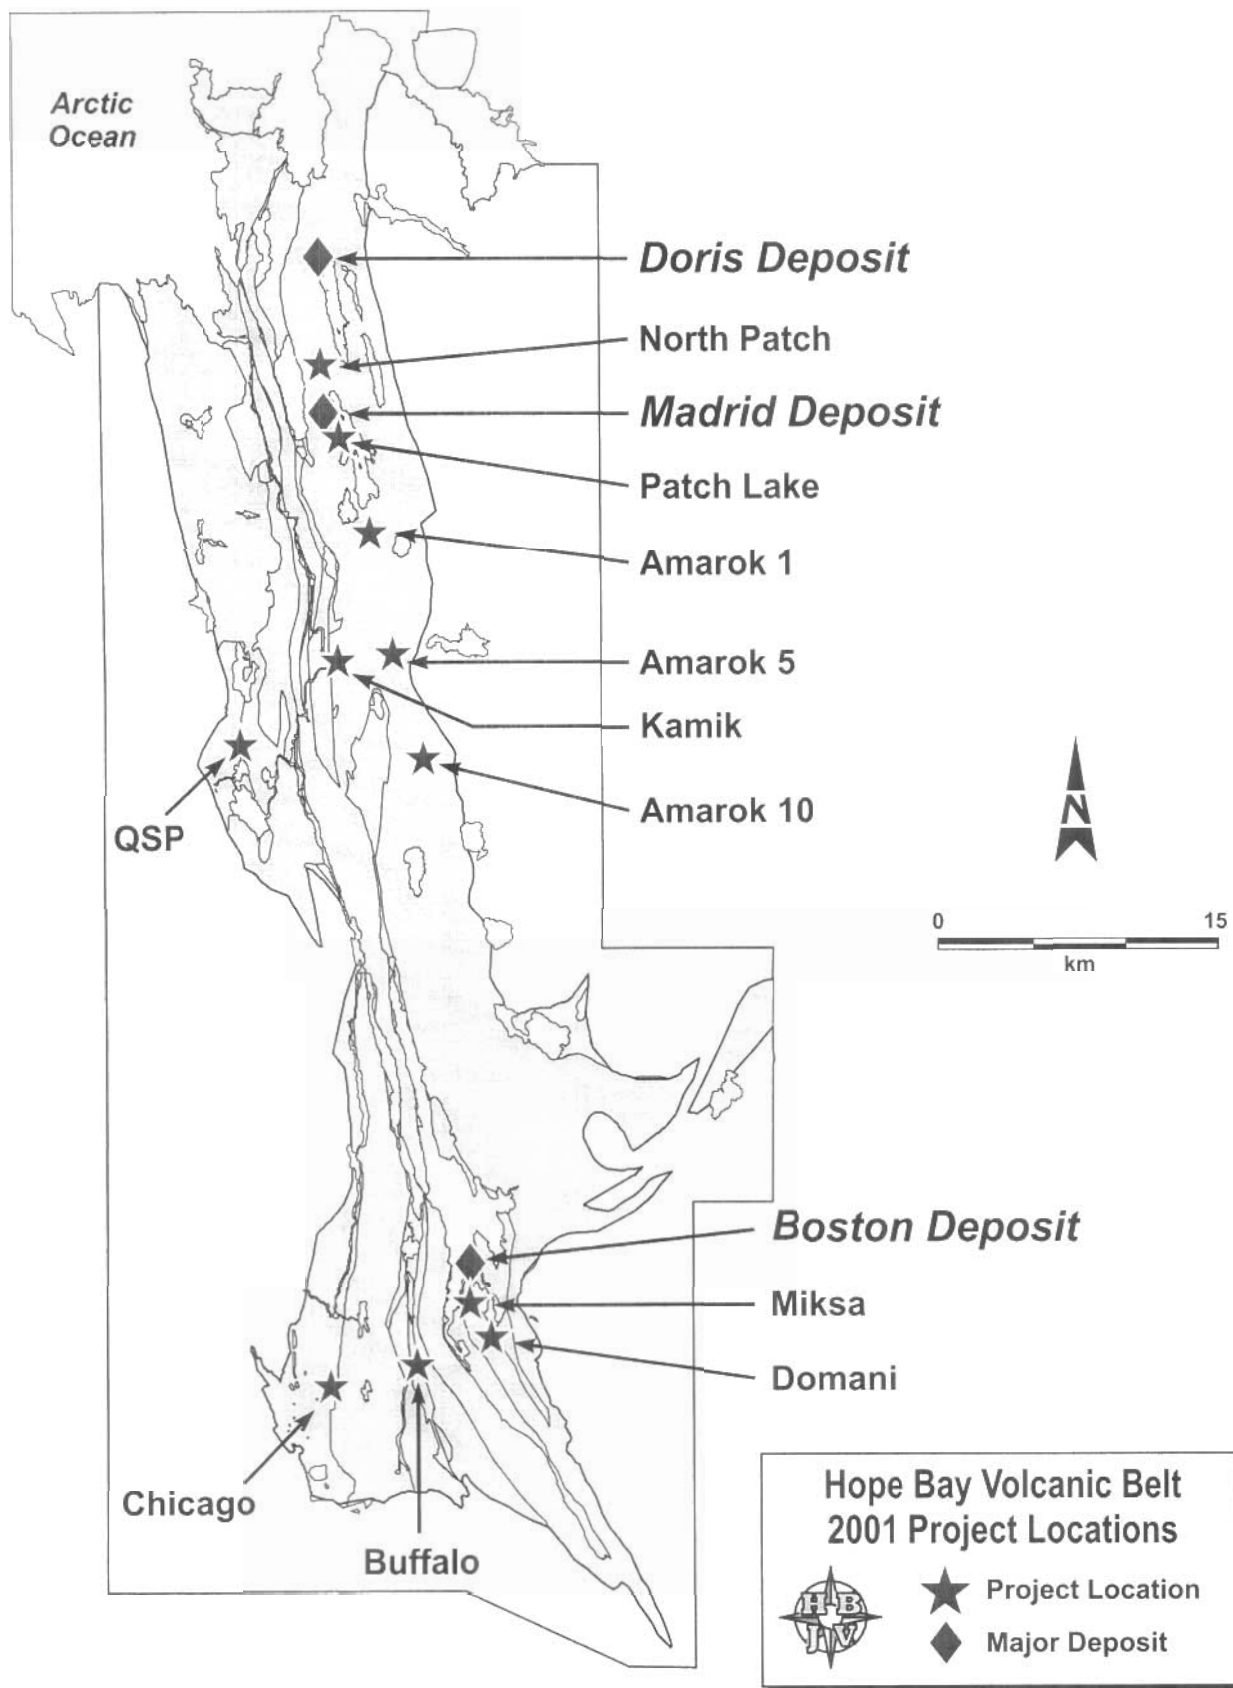 Arctic
Ocean
Doris Deposit
North Patch
Madrid Deposit
Patch Lake
Amarok 1
Amarok 5
Kamik
Amarok 10
QSP
N
0 15
km
Boston Deposit
Miksa
Domani
Chicago
Buffalo
Hope Bay Volcanic Belt
2001 Project Locations
Project Location
Major Deposit
H B
J V